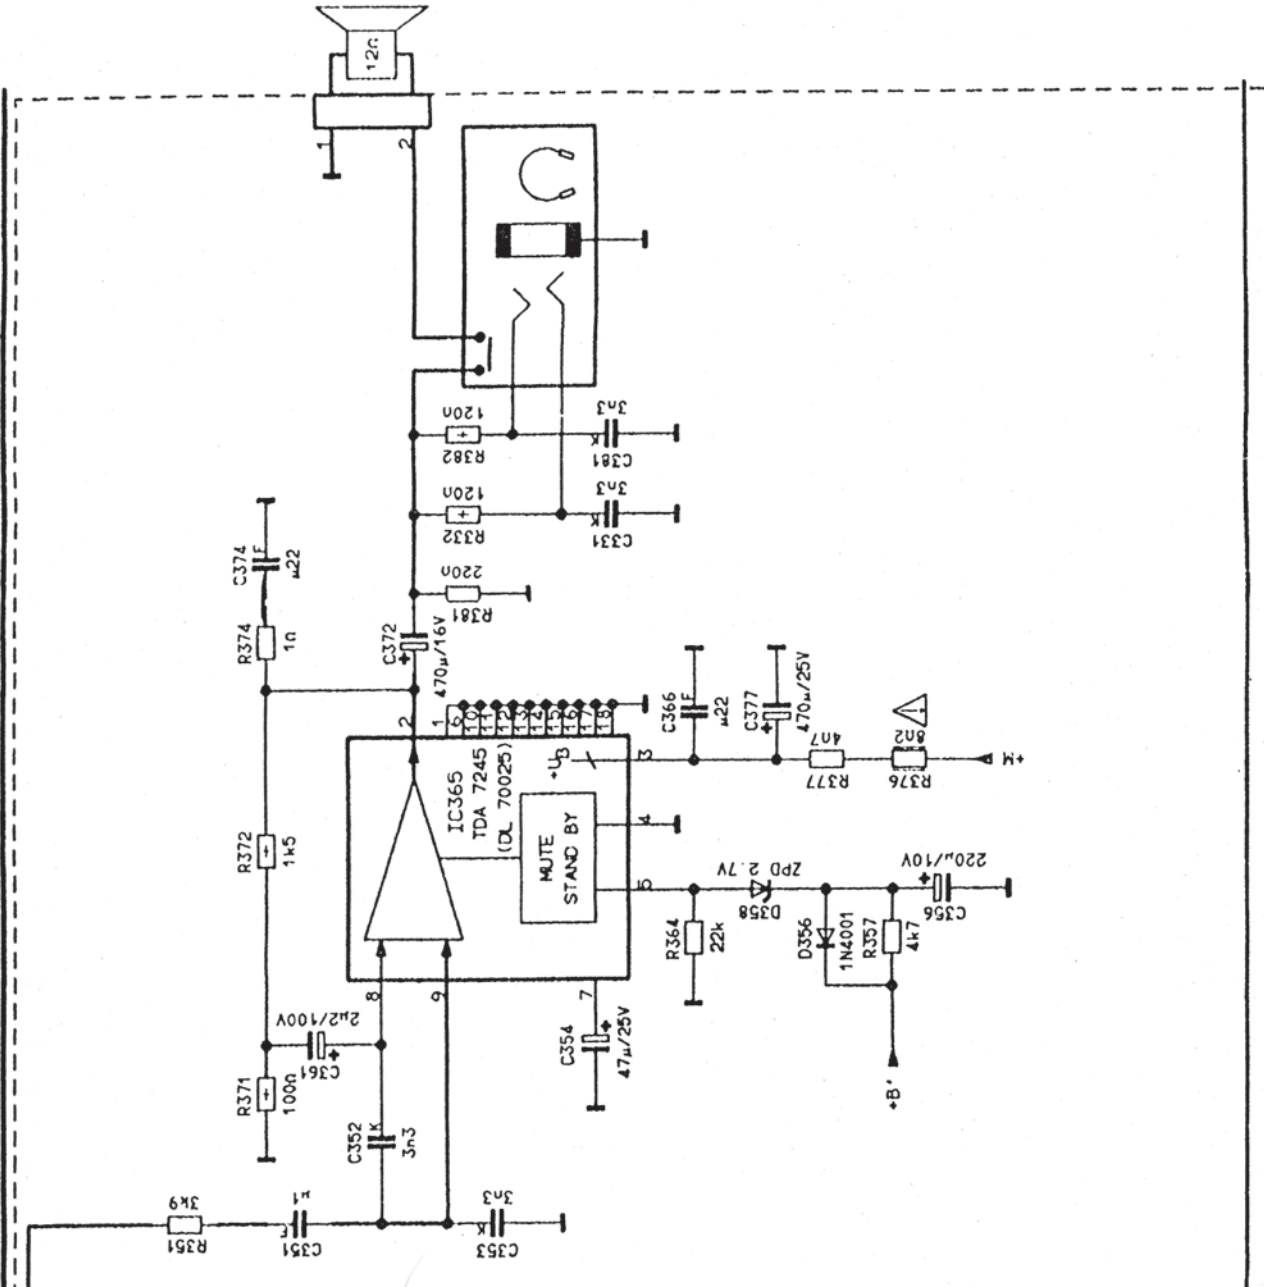 12Ω
1
2
120Ω
R382
3n3
K
C381
120Ω
R332
3n3
K
C331
C374
F
µ22
R374
1Ω
220Ω
R381
C372
+
470µ/16V
2
1
6
10
11
12
13
14
15
16
17
18
C366
F
µ22
C377
+
470µ/25V
IC365
TDA 7245
(DL 70025)
+UB
3
4Ω7
R377
8Ω2
R376
+M
R372
1k5
MUTE
STAND BY
4
5
ZPD 2.7V
D358
R364
22k
D356
1N4001
R357
4k7
220µ/10V
+
C356
8
9
7
2µ2/100V
+
C361
C354
+
47µ/25V
R371
100Ω
+B'
C352
K
3n3
3k9
R351
µ1
F
C351
3n3
K
C353